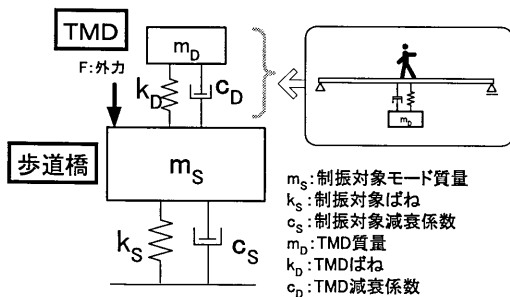 TMD
F:外力
m_D
k_D
c_D
歩道橋
m_S
k_S
c_S
m_D
m_S:制振対象モード質量
k_S:制振対象ばね
c_S:制振対象減衰係数
m_D:TMD質量
k_D:TMDばね
c_D:TMD減衰係数